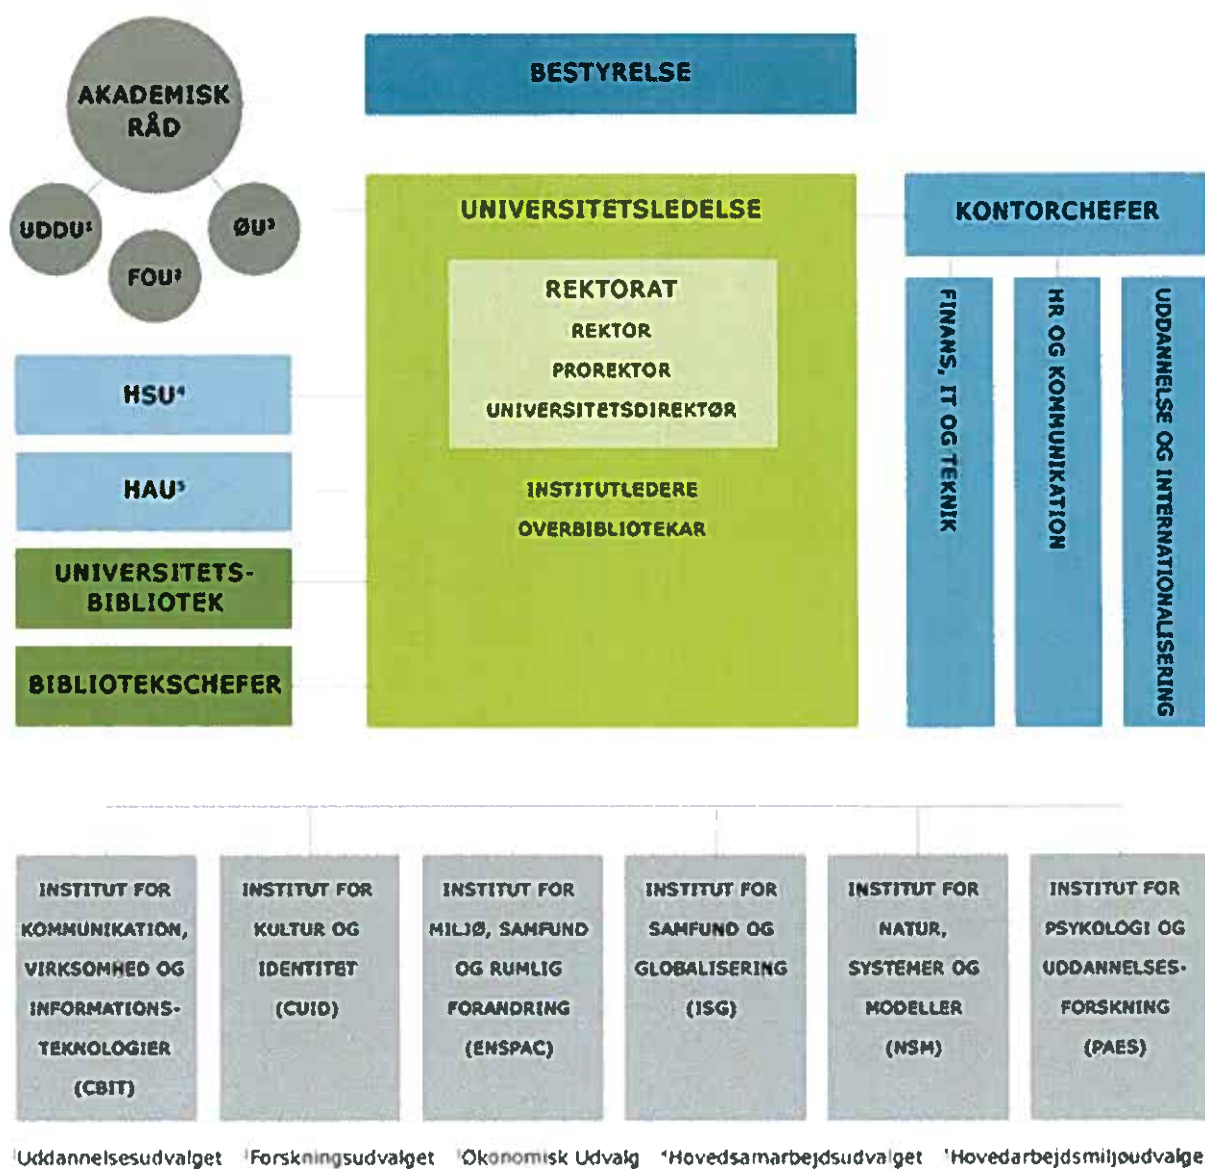 AKADEMISK
RÅD
UDDU¹
FOU²
ØU³
BESTYRELSE
UNIVERSITETSLEDELSE
REKTORAT
REKTOR
PROREKTOR
UNIVERSITETSDIREKTØR
INSTITUTLEDERE
OVERBIBLIOTEKAR
KONTORCHEFER
FINANS, IT OG TEKNIK
HR OG KOMMUNIKATION
UDDANNELSE OG INTERNATIONALISERING
HSU⁴
HAU⁵
UNIVERSITETS-
BIBLIOTEK
BIBLIOTEKSCHEFER
INSTITUT FOR
KOMMUNIKATION,
VIRKSOMHED OG
INFORMATIONS-
TEKNOLOGIER
(CBIT)
INSTITUT FOR
KULTUR OG
IDENTITET
(CUID)
INSTITUT FOR
MILJØ, SAMFUND
OG RUMLIG
FORANDRING
(ENSPAC)
INSTITUT FOR
SAMFUND OG
GLOBALISERING
(ISG)
INSTITUT FOR
NATUR,
SYSTEMER OG
MODELLER
(NSM)
INSTITUT FOR
PSYKOLOGI OG
UDDANNELSES-
FORSKNING
(PAES)
¹Uddannelsesudvalget ²Forskningsudvalget ³Økonomisk Udvalg ⁴Hovedsamarbejdsudvalget ⁵Hovedarbejdsmiljøudvalge